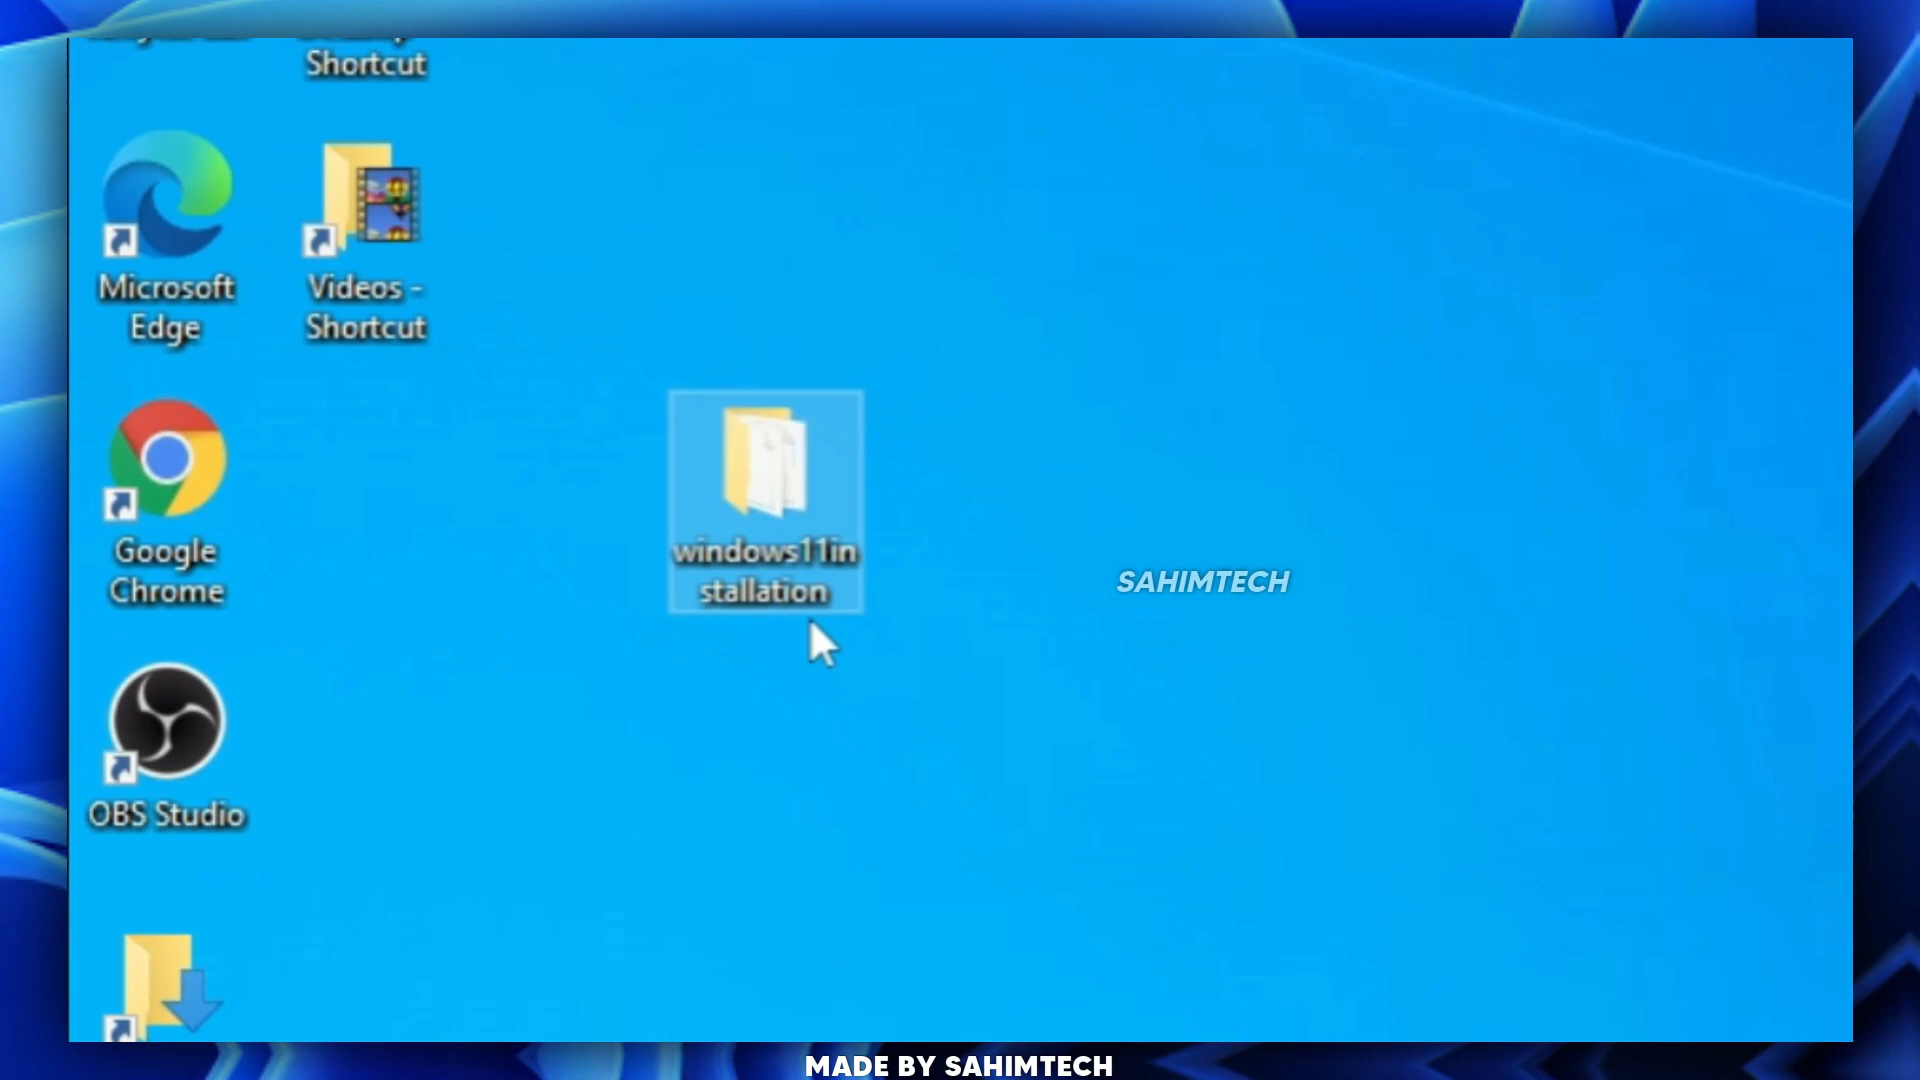 Shortcut
Microsoft
Edge
Videos -
Shortcut
Google
Chrome
windows11in
stallation
SAHIMTECH
OBS Studio
MADE BY SAHIMTECH